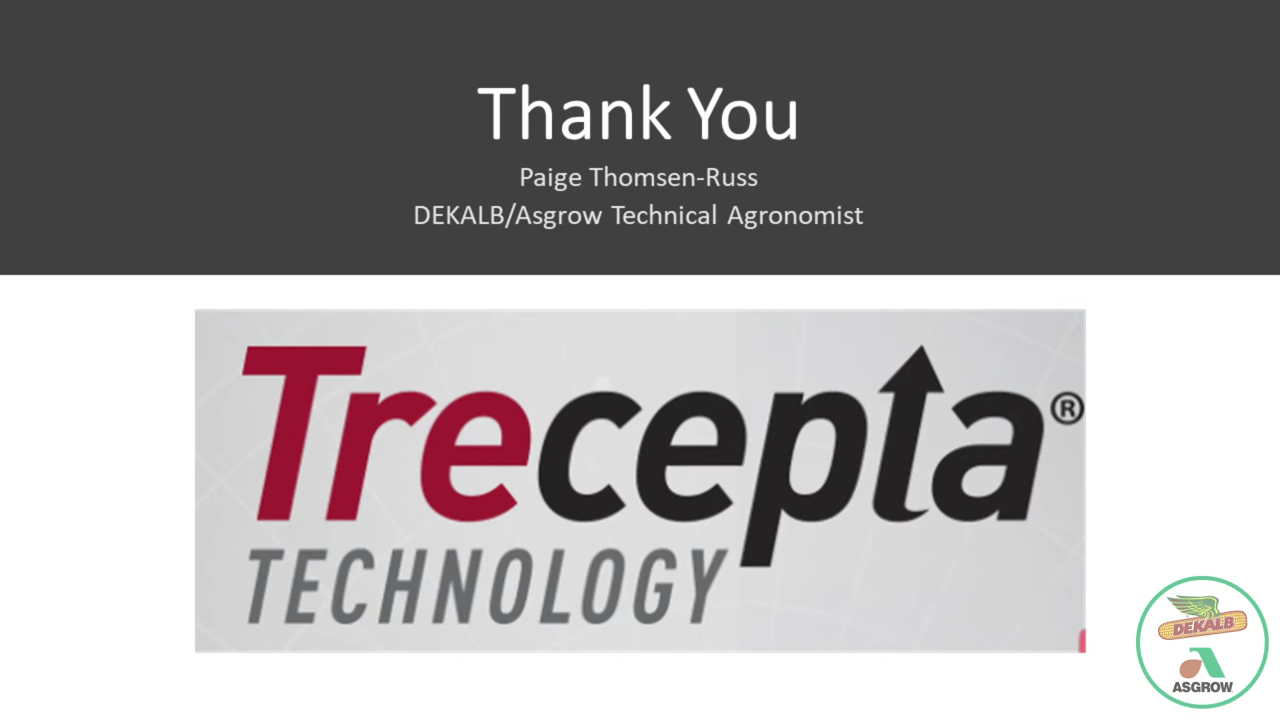 Thank You
Paige Thomsen-Russ
DEKALB/Asgrow Technical Agronomist
Trecepta®
TECHNOLOGY
DEKALB
ASGROW